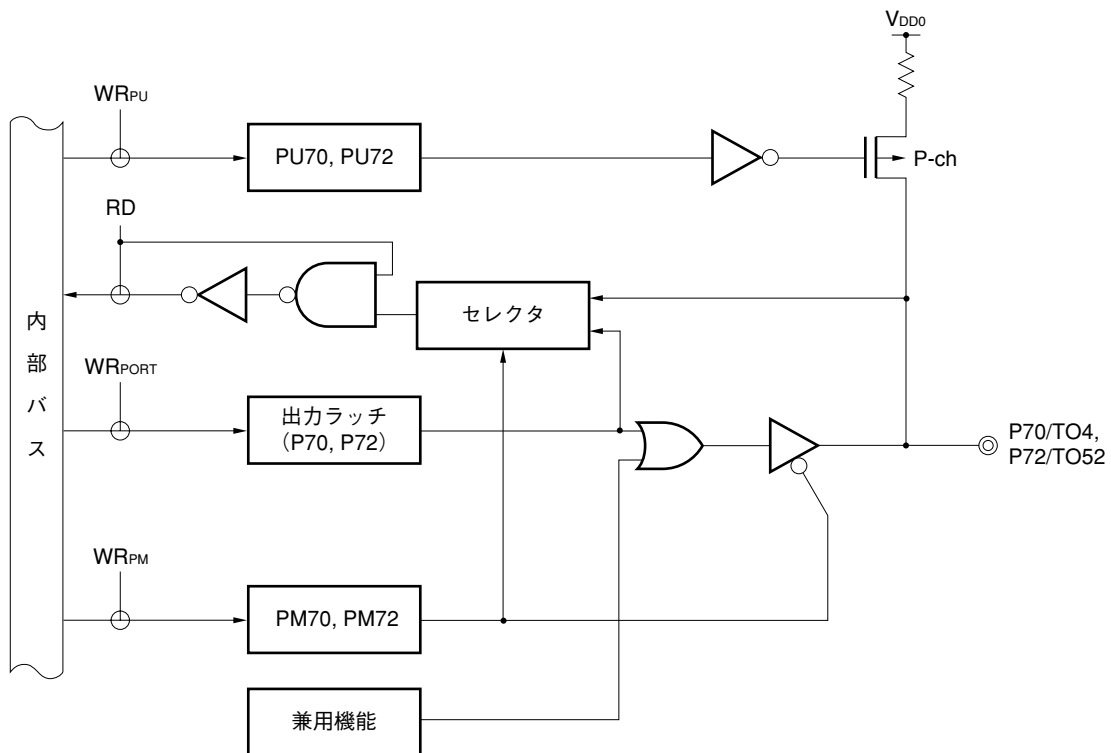 VDD0
WRPU
PU70, PU72
P-ch
RD
セレクタ
内部バス
WRPORT
出力ラッチ
（P70, P72）
P70/TO4,
P72/TO52
WRPM
PM70, PM72
兼用機能